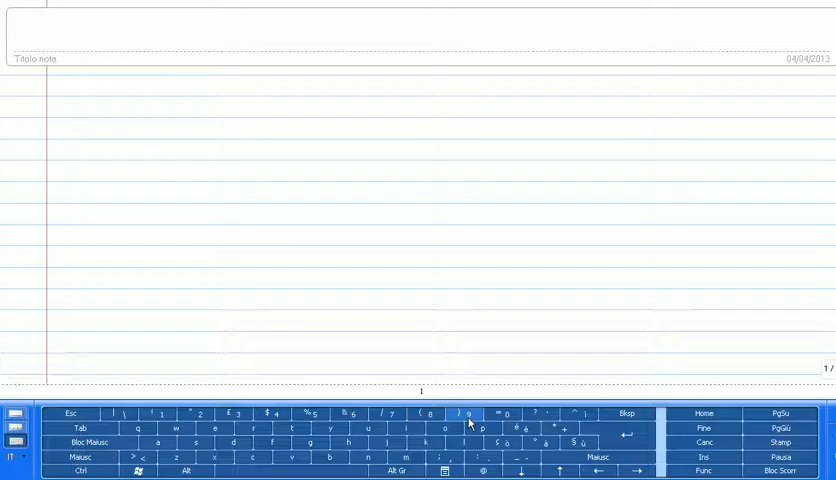 Titolo nota
04/04/2013
1/
1
Esc | \ ! 1 " 2 £ 3 $ 4 % 5 & 6 / 7 ( 8 ) 9 = 0 ? ' ^ ì Bksp Home PgSu
Tab q w e r t y u i o p é è * + Fine PgGiù
Bloc Maiusc a s d f g h j k l ç ò ° à § ù Canc Stamp
IT Maiusc > < z x c v b n m ; , : . _ - Maiusc Ins Pausa
Ctrl Alt Alt Gr @ ↓ ↑ ← → Func Bloc Scorr